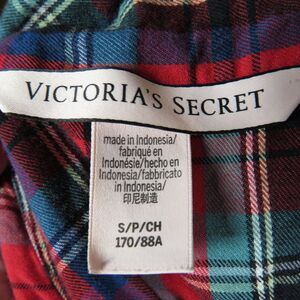 VICTORIA'S SECRET
made in Indonesia/
fabriqué en
Indonésie/hecho en
Indonesia/fabbricato
in Indonesia/
印尼制造
S/P/CH
170/88A